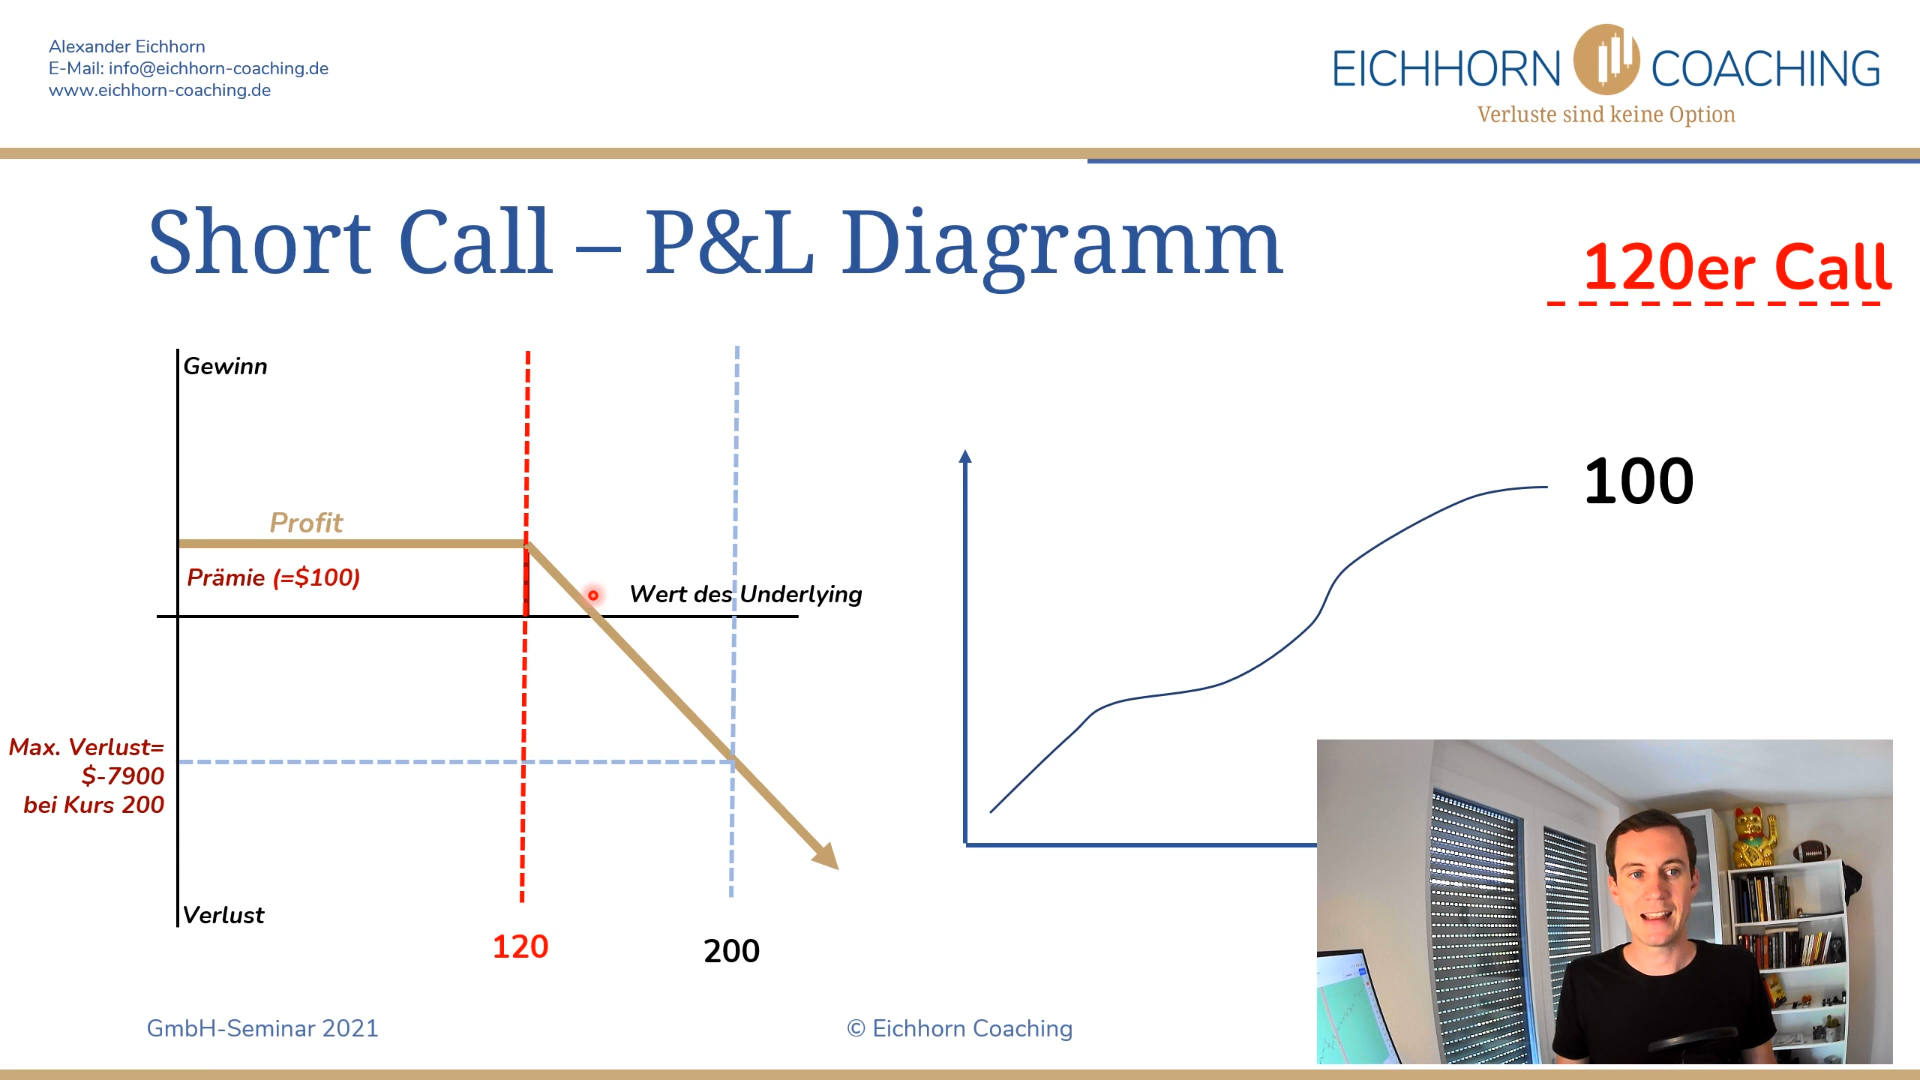 Alexander Eichhorn
E-Mail: info@eichhorn-coaching.de
www.eichhorn-coaching.de
EICHHORN COACHING
Verluste sind keine Option
Short Call – P&L Diagramm
120er Call
Gewinn
100
Profit
Prämie (=$100)
Wert des Underlying
Max. Verlust=
$-7900
bei Kurs 200
Verlust
120
200
GmbH-Seminar 2021
© Eichhorn Coaching